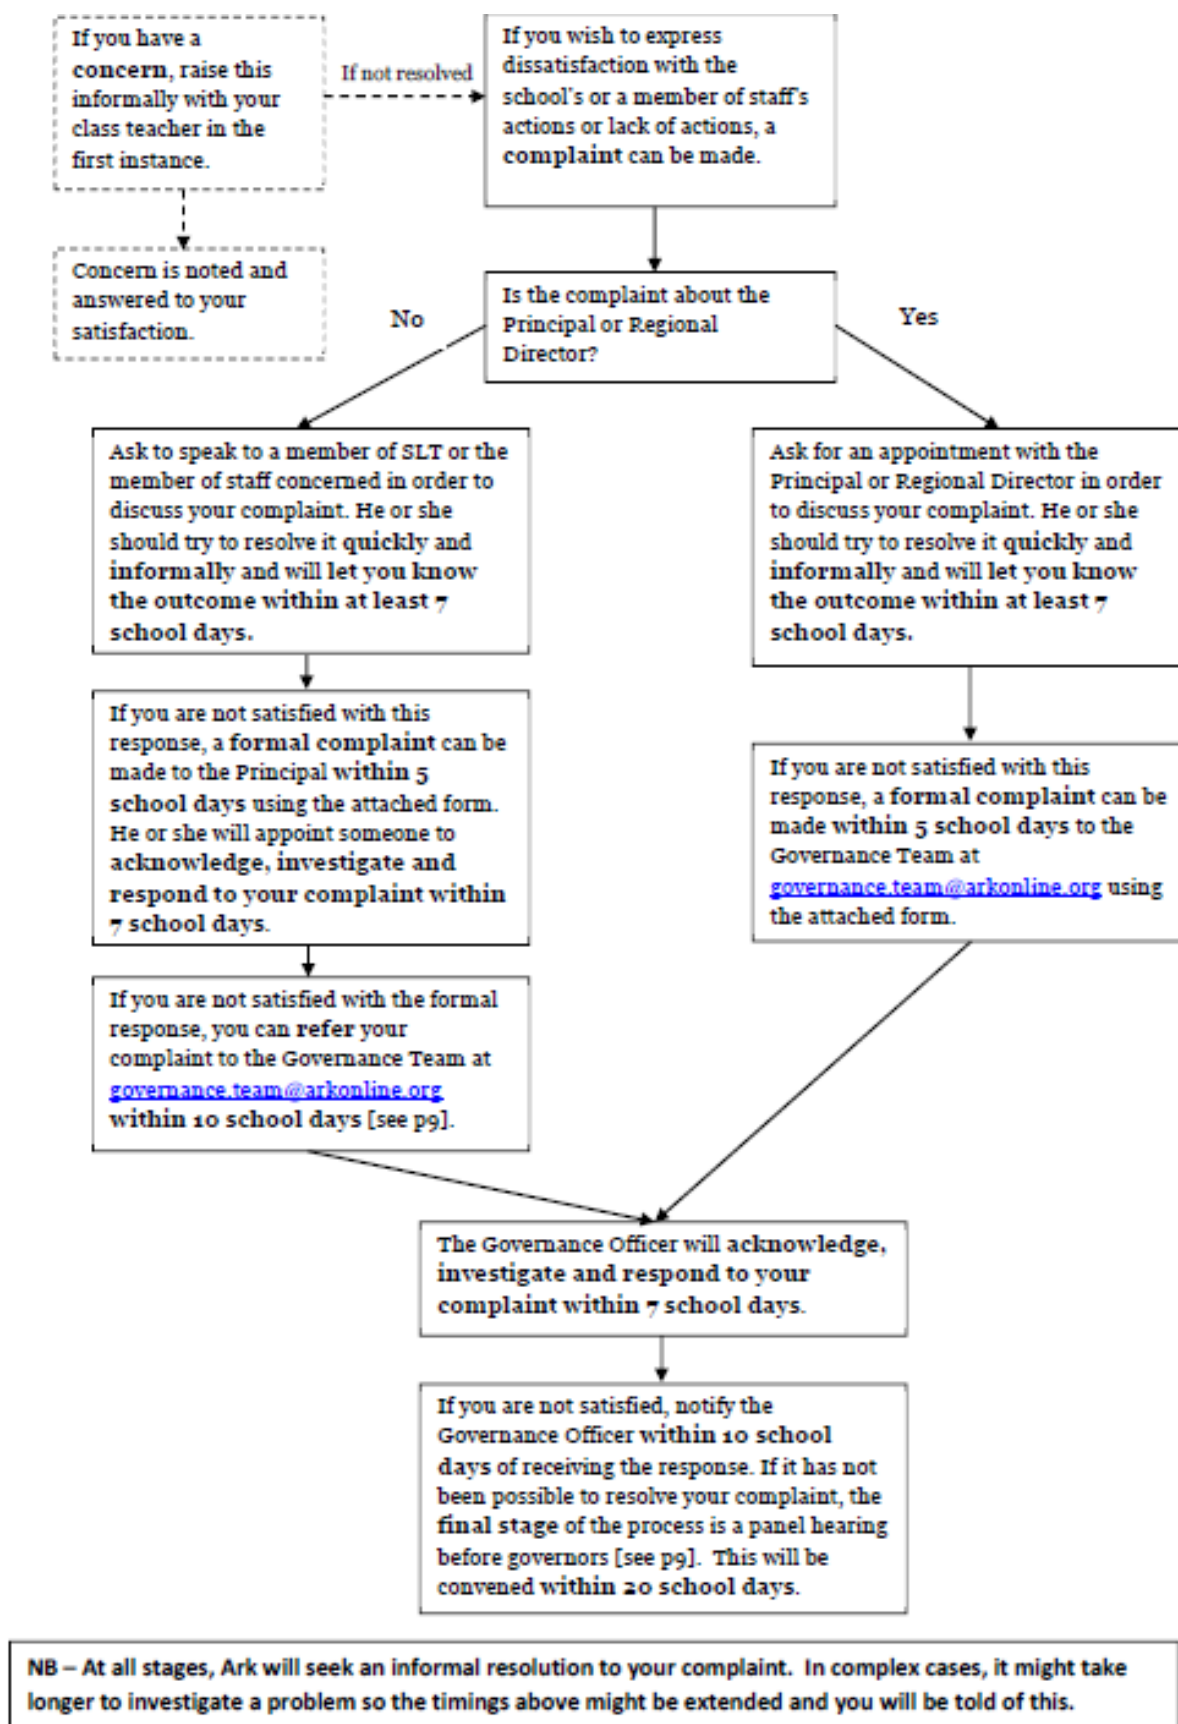 If you have a
concern, raise this
informally with your
class teacher in the
first instance.
If not resolved
If you wish to express
dissatisfaction with the
school's or a member of staff's
actions or lack of actions, a
complaint can be made.
Concern is noted and
answered to your
satisfaction.
Is the complaint about the
Principal or Regional
Director?
No
Yes
Ask to speak to a member of SLT or the
member of staff concerned in order to
discuss your complaint. He or she
should try to resolve it quickly and
informally and will let you know
the outcome within at least 7
school days.
Ask for an appointment with the
Principal or Regional Director in order
to discuss your complaint. He or she
should try to resolve it quickly and
informally and will let you know
the outcome within at least 7
school days.
If you are not satisfied with this
response, a formal complaint can be
made to the Principal within 5
school days using the attached form.
He or she will appoint someone to
acknowledge, investigate and
respond to your complaint within
7 school days.
If you are not satisfied with this
response, a formal complaint can be
made within 5 school days to the
Governance Team at
governance.team@arkonline.org using
the attached form.
If you are not satisfied with the formal
response, you can refer your
complaint to the Governance Team at
governance.team@arkonline.org
within 10 school days [see p9].
The Governance Officer will acknowledge,
investigate and respond to your
complaint within 7 school days.
If you are not satisfied, notify the
Governance Officer within 10 school
days of receiving the response. If it has not
been possible to resolve your complaint, the
final stage of the process is a panel hearing
before governors [see p9]. This will be
convened within 20 school days.
NB – At all stages, Ark will seek an informal resolution to your complaint. In complex cases, it might take
longer to investigate a problem so the timings above might be extended and you will be told of this.